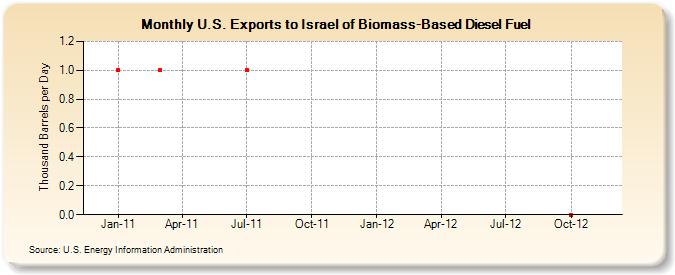 Monthly U.S. Exports to Israel of Biomass-Based Diesel Fuel
Thousand Barrels per Day
1.2
1.0
0.8
0.6
0.4
0.2
0.0
Jan-11 Apr-11 Jul-11 Oct-11 Jan-12 Apr-12 Jul-12 Oct-12
Source: U.S. Energy Information Administration